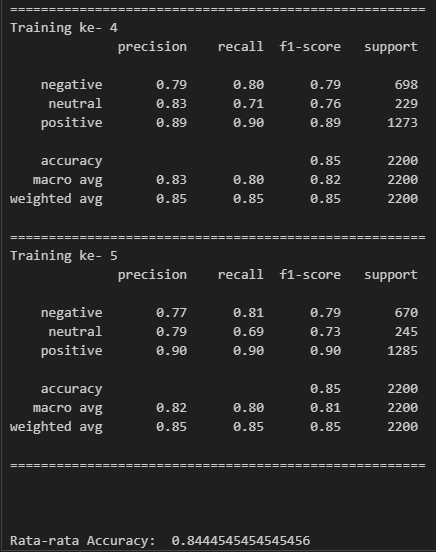 ======================================================
Training ke- 4
              precision    recall  f1-score   support

    negative       0.79      0.80      0.79       698
     neutral       0.83      0.71      0.76       229
    positive       0.89      0.90      0.89      1273

    accuracy                           0.85      2200
   macro avg       0.83      0.80      0.82      2200
weighted avg       0.85      0.85      0.85      2200

======================================================
Training ke- 5
              precision    recall  f1-score   support

    negative       0.77      0.81      0.79       670
     neutral       0.79      0.69      0.73       245
    positive       0.90      0.90      0.90      1285

    accuracy                           0.85      2200
   macro avg       0.82      0.80      0.81      2200
weighted avg       0.85      0.85      0.85      2200

======================================================

Rata-rata Accuracy:  0.8444545454545456